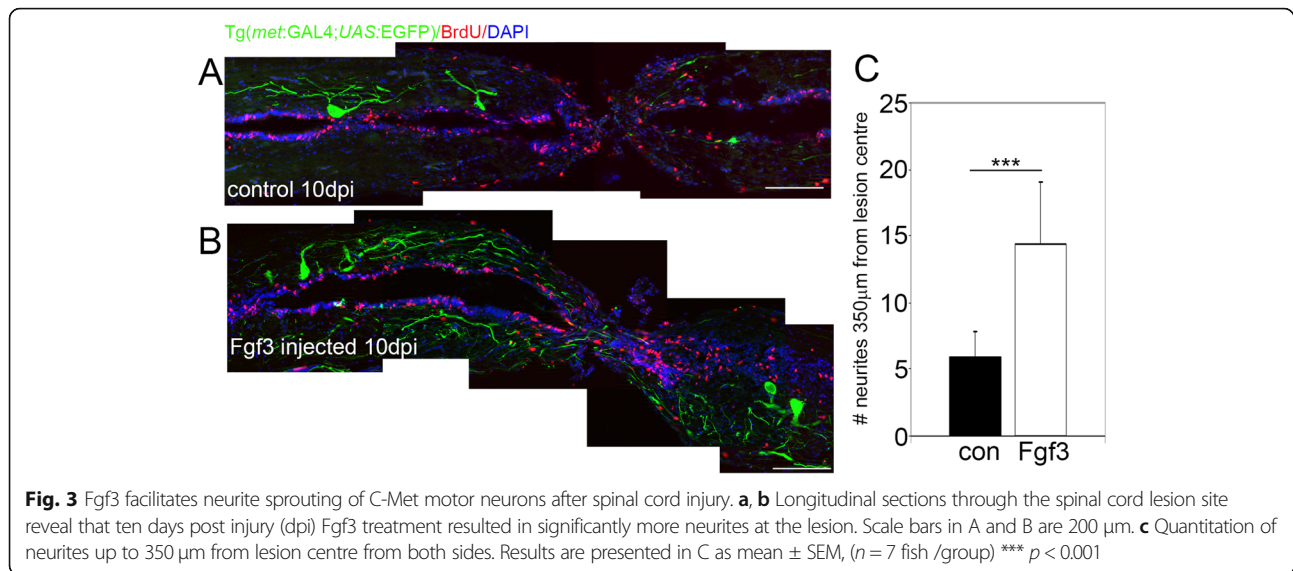 Tg(met:GAL4;UAS:EGFP)/BrdU/DAPI
A
control 10dpi
B
Fgf3 injected 10dpi
C
# neurites 350µm from lesion centre
25
20
15
10
5
0
***
con Fgf3
Fig. 3 Fgf3 facilitates neurite sprouting of C-Met motor neurons after spinal cord injury. a, b Longitudinal sections through the spinal cord lesion site
reveal that ten days post injury (dpi) Fgf3 treatment resulted in significantly more neurites at the lesion. Scale bars in A and B are 200 µm. c Quantitation of
neurites up to 350 µm from lesion centre from both sides. Results are presented in C as mean ± SEM, (n = 7 fish /group) *** p < 0.001